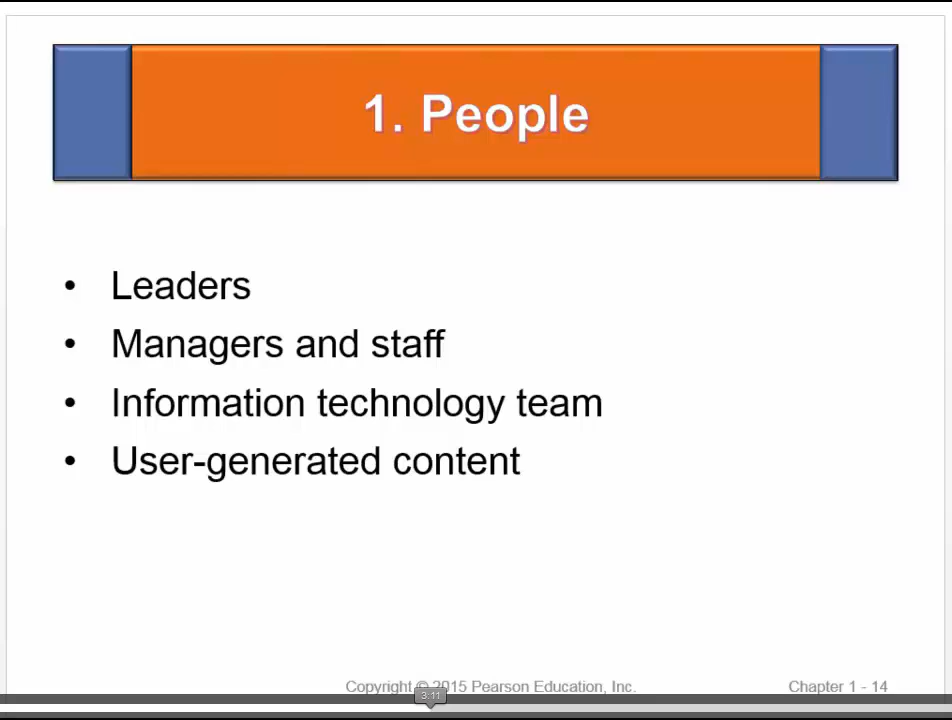 1. People
• Leaders
• Managers and staff
• Information technology team
• User-generated content
Copyright © 2015 Pearson Education, Inc.
Chapter 1 - 14
3:11